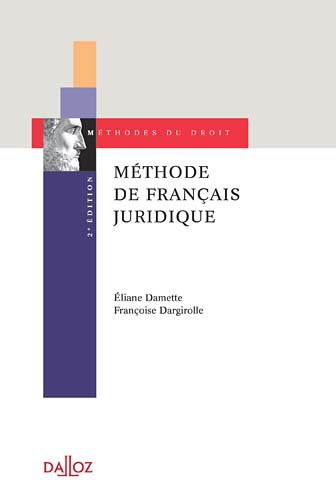 MÉTHODES DU DROIT
2e ÉDITION
MÉTHODE
DE FRANÇAIS
JURIDIQUE
Éliane Damette
Françoise Dargirolle
DALLOZ